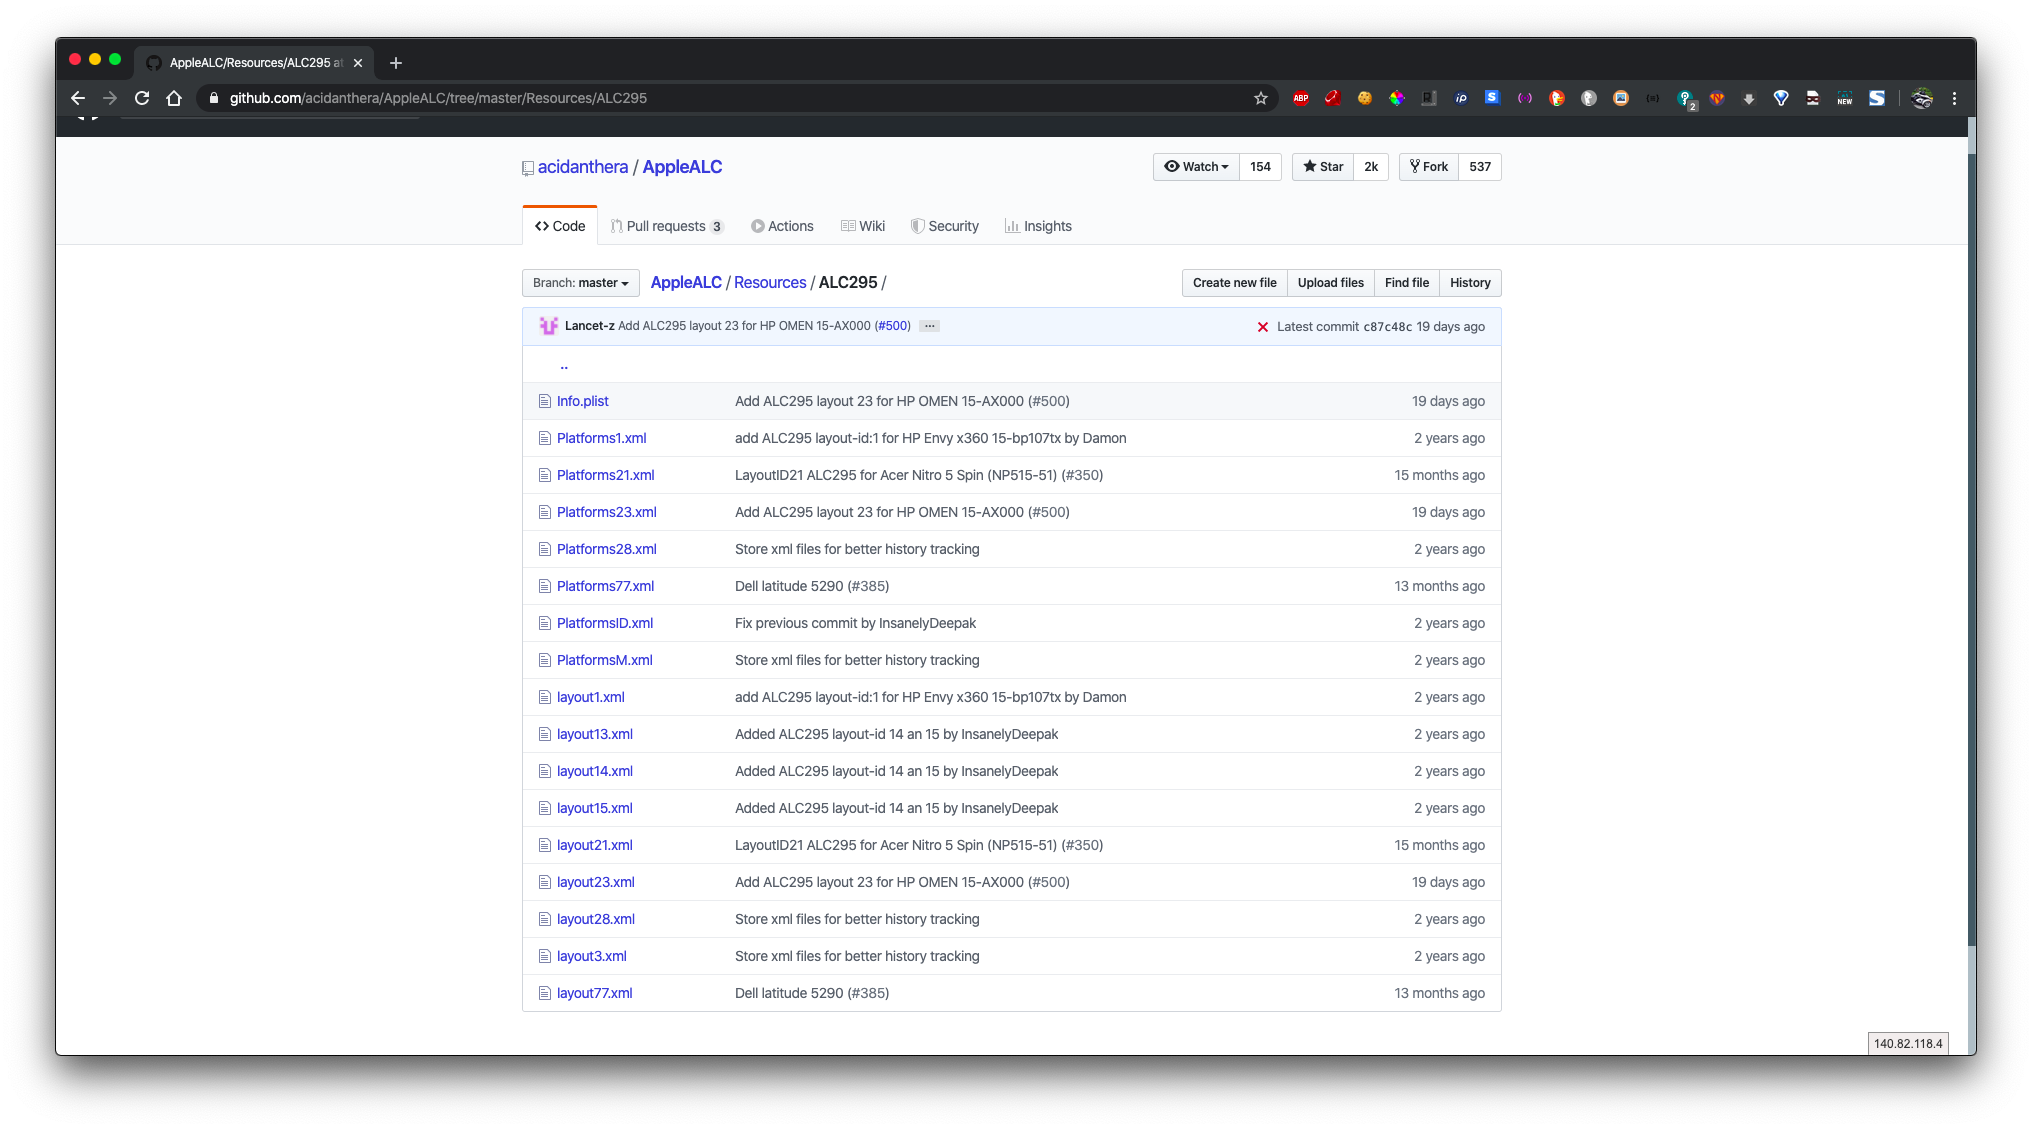 AppleALC/Resources/ALC295 at
github.com/acidanthera/AppleALC/tree/master/Resources/ALC295
ABP
iP
S
2
NEW
S
acidanthera / AppleALC
Watch 154 Star 2k Fork 537
Code Pull requests 3 Actions Wiki Security Insights
Branch: master AppleALC / Resources / ALC295 / Create new file Upload files Find file History
Lancet-z Add ALC295 layout 23 for HP OMEN 15-AX000 (#500) ... Latest commit c87c48c 19 days ago
..
Info.plist Add ALC295 layout 23 for HP OMEN 15-AX000 (#500) 19 days ago
Platforms1.xml add ALC295 layout-id:1 for HP Envy x360 15-bp107tx by Damon 2 years ago
Platforms21.xml LayoutID21 ALC295 for Acer Nitro 5 Spin (NP515-51) (#350) 15 months ago
Platforms23.xml Add ALC295 layout 23 for HP OMEN 15-AX000 (#500) 19 days ago
Platforms28.xml Store xml files for better history tracking 2 years ago
Platforms77.xml Dell latitude 5290 (#385) 13 months ago
PlatformsID.xml Fix previous commit by InsanelyDeepak 2 years ago
PlatformsM.xml Store xml files for better history tracking 2 years ago
layout1.xml add ALC295 layout-id:1 for HP Envy x360 15-bp107tx by Damon 2 years ago
layout13.xml Added ALC295 layout-id 14 an 15 by InsanelyDeepak 2 years ago
layout14.xml Added ALC295 layout-id 14 an 15 by InsanelyDeepak 2 years ago
layout15.xml Added ALC295 layout-id 14 an 15 by InsanelyDeepak 2 years ago
layout21.xml LayoutID21 ALC295 for Acer Nitro 5 Spin (NP515-51) (#350) 15 months ago
layout23.xml Add ALC295 layout 23 for HP OMEN 15-AX000 (#500) 19 days ago
layout28.xml Store xml files for better history tracking 2 years ago
layout3.xml Store xml files for better history tracking 2 years ago
layout77.xml Dell latitude 5290 (#385) 13 months ago
140.82.118.4